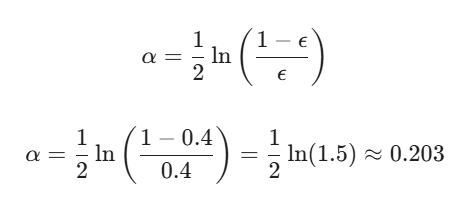 α = 1/2 ln((1 − ϵ)/ϵ)
α = 1/2 ln((1 − 0.4)/0.4) = 1/2 ln(1.5) ≈ 0.203